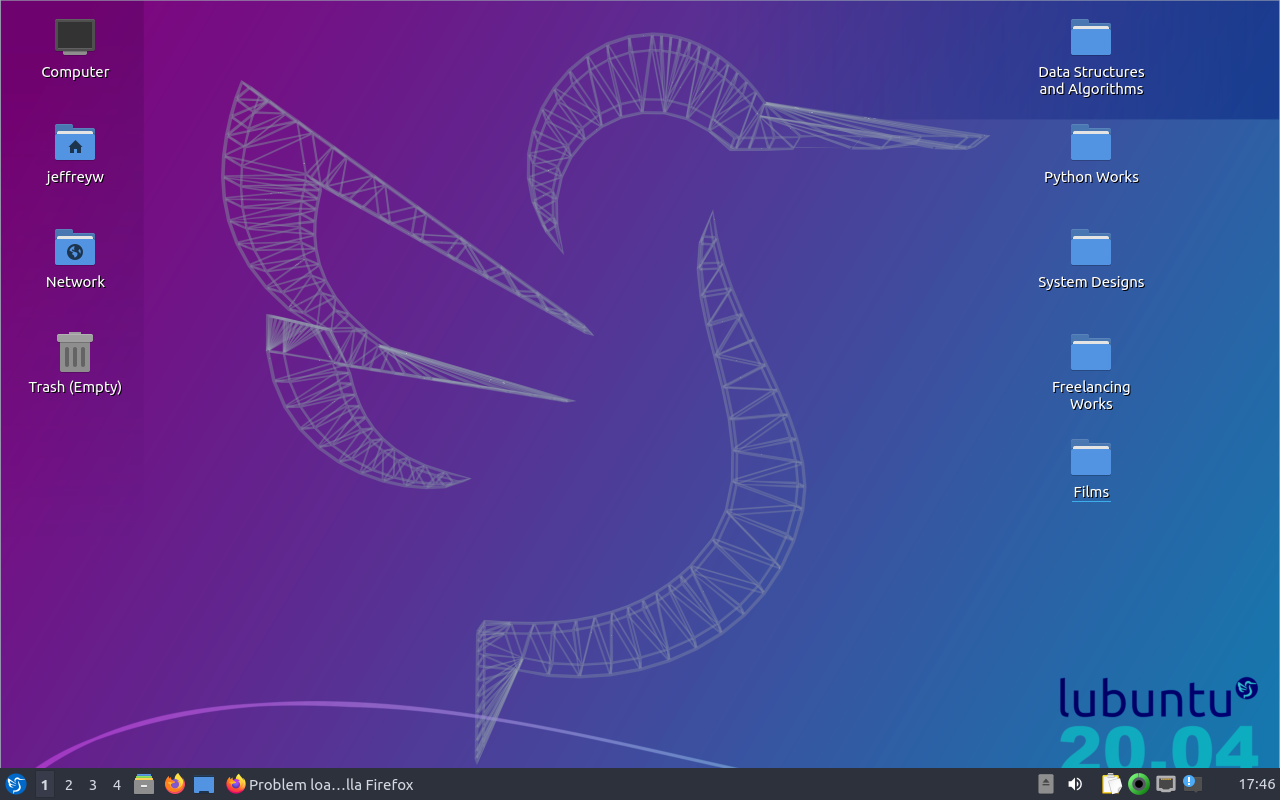 Computer
jeffreyw
Network
Trash (Empty)
Data Structures
and Algorithms
Python Works
System Designs
Freelancing
Works
Films
lubuntu
20.04
1 2 3 4 Problem loa...lla Firefox 17:46